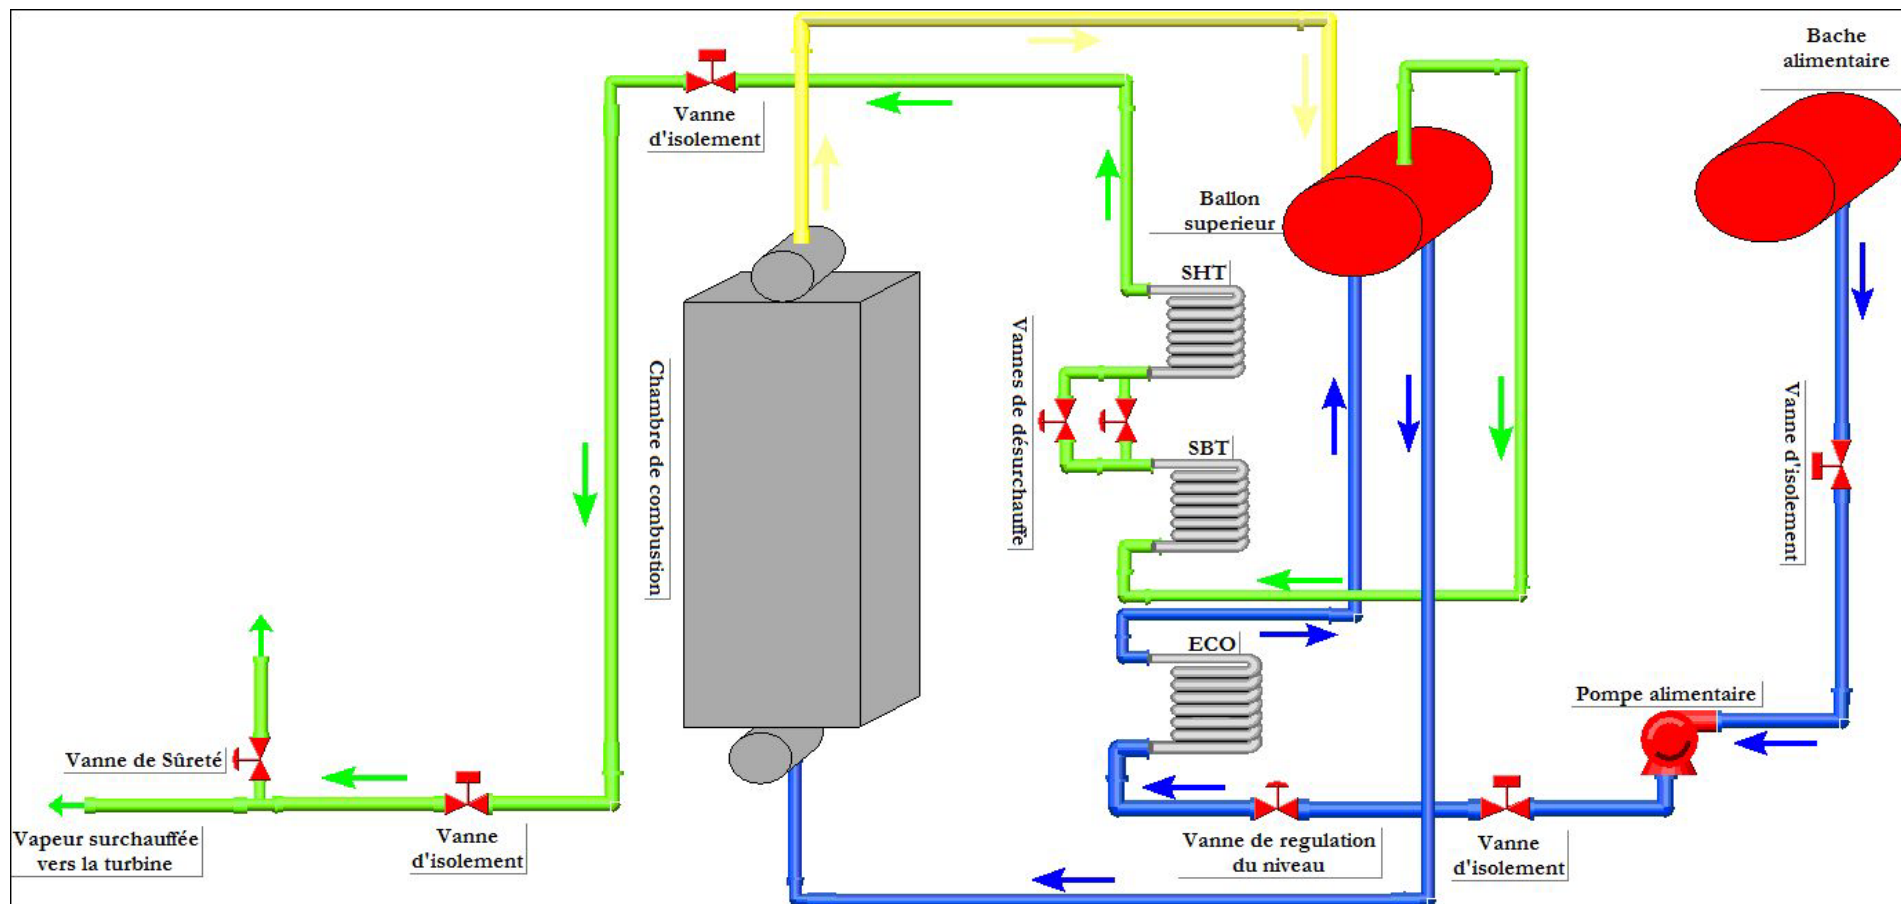 Bache
alimentaire
Vanne
d'isolement
Ballon
superieur
SHT
Vannes de désurchauffe
Chambre de combustion
Vanne d'isolement
SBT
ECO
Pompe alimentaire
Vanne de Sûreté
Vapeur surchauffée
vers la turbine
Vanne
d'isolement
Vanne de regulation
du niveau
Vanne
d'isolement